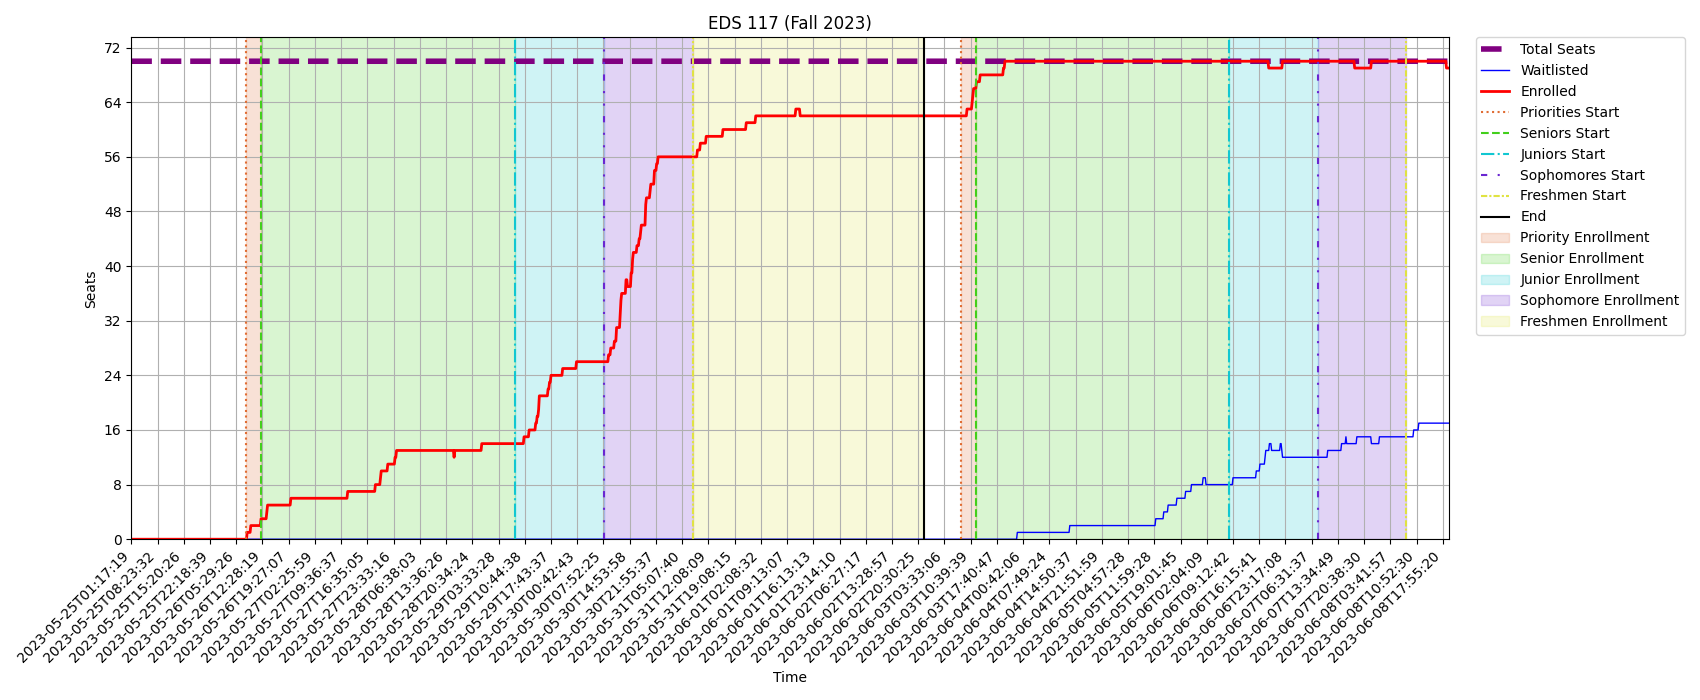 EDS 117 (Fall 2023)
72
64
56
48
40
32
24
16
8
0
Seats
2023-05-25T01:17:19
2023-05-25T08:23:32
2023-05-25T15:20:26
2023-05-25T22:18:39
2023-05-26T05:29:26
2023-05-26T12:28:19
2023-05-26T19:27:07
2023-05-27T02:25:59
2023-05-27T09:36:37
2023-05-27T16:35:05
2023-05-27T23:33:16
2023-05-28T06:38:03
2023-05-28T13:36:26
2023-05-28T20:34:24
2023-05-29T03:33:28
2023-05-29T10:44:38
2023-05-29T17:43:37
2023-05-30T00:42:43
2023-05-30T07:52:25
2023-05-30T14:53:58
2023-05-30T21:55:37
2023-05-31T05:07:40
2023-05-31T12:08:09
2023-05-31T19:08:15
2023-06-01T02:08:32
2023-06-01T09:13:07
2023-06-01T16:13:13
2023-06-01T23:14:10
2023-06-02T06:27:17
2023-06-02T13:28:57
2023-06-02T20:30:25
2023-06-03T03:33:06
2023-06-03T10:39:39
2023-06-03T17:40:47
2023-06-04T00:42:06
2023-06-04T07:49:24
2023-06-04T14:50:37
2023-06-04T21:51:59
2023-06-05T04:57:28
2023-06-05T11:59:28
2023-06-05T19:01:45
2023-06-06T02:04:09
2023-06-06T09:12:42
2023-06-06T16:15:41
2023-06-06T23:17:08
2023-06-07T06:31:37
2023-06-07T13:34:49
2023-06-07T20:38:30
2023-06-08T03:41:57
2023-06-08T10:52:30
2023-06-08T17:55:20
Time
Total Seats
Waitlisted
Enrolled
Priorities Start
Seniors Start
Juniors Start
Sophomores Start
Freshmen Start
End
Priority Enrollment
Senior Enrollment
Junior Enrollment
Sophomore Enrollment
Freshmen Enrollment